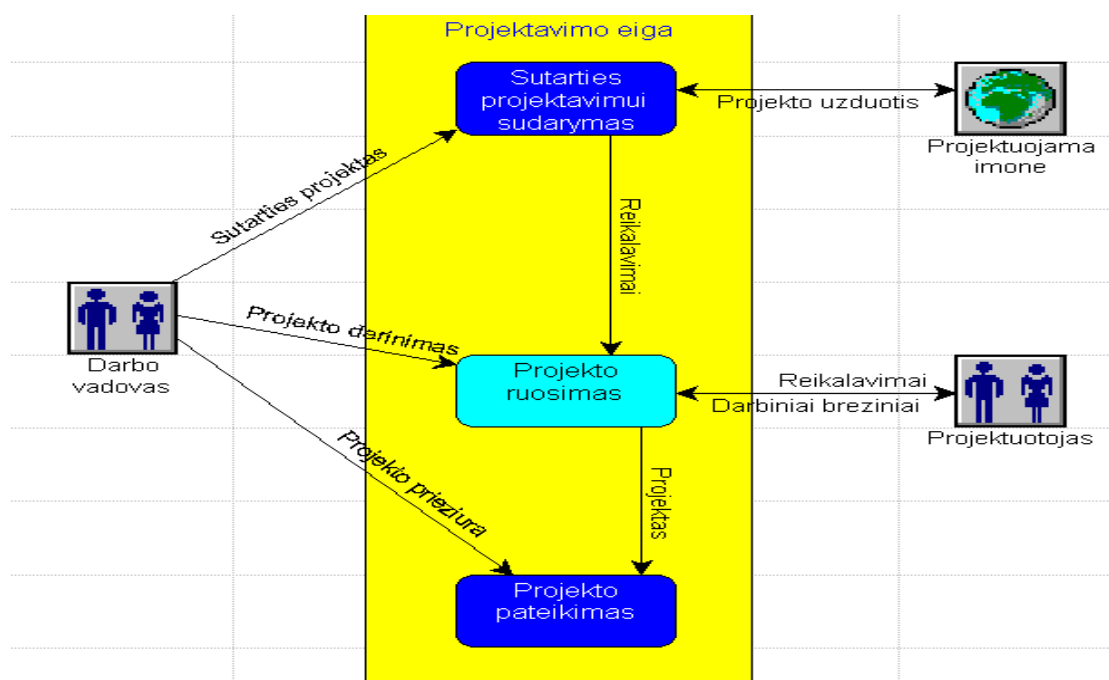 Projektavimo eiga
Sutarties
projektavimui
sudarymas
Projekto uzduotis
Projektuojama
imone
Sutarties projektas
Reikalavimai
Darbo
vadovas
Projekto darinimas
Projekto
ruosimas
Reikalavimai
Darbiniai breziniai
Projektuotojas
Projekto prieziura
Projektas
Projekto
pateikimas